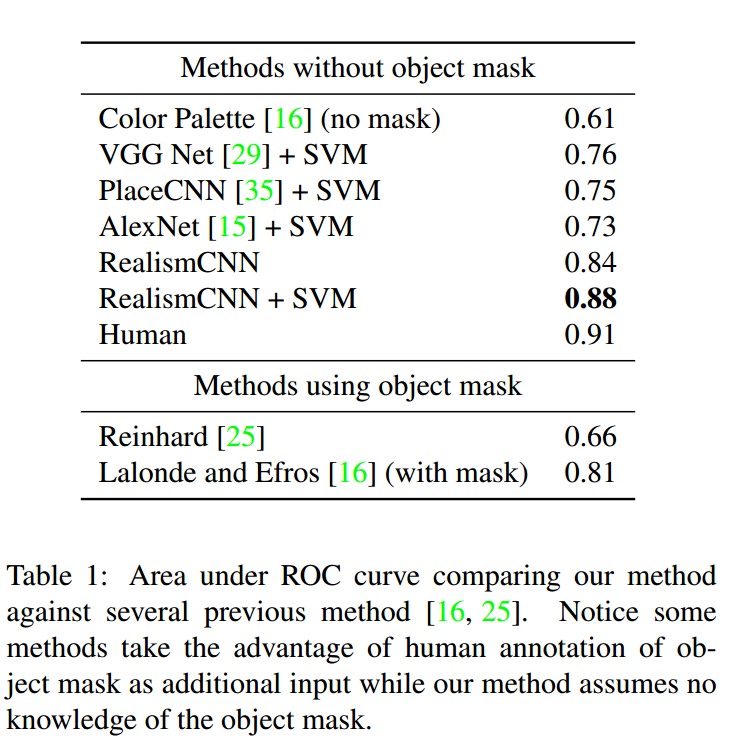 Methods without object mask
Color Palette [16] (no mask) 0.61
VGG Net [29] + SVM 0.76
PlaceCNN [35] + SVM 0.75
AlexNet [15] + SVM 0.73
RealismCNN 0.84
RealismCNN + SVM 0.88
Human 0.91
Methods using object mask
Reinhard [25] 0.66
Lalonde and Efros [16] (with mask) 0.81
Table 1: Area under ROC curve comparing our method
against several previous method [16, 25]. Notice some
methods take the advantage of human annotation of ob-
ject mask as additional input while our method assumes no
knowledge of the object mask.